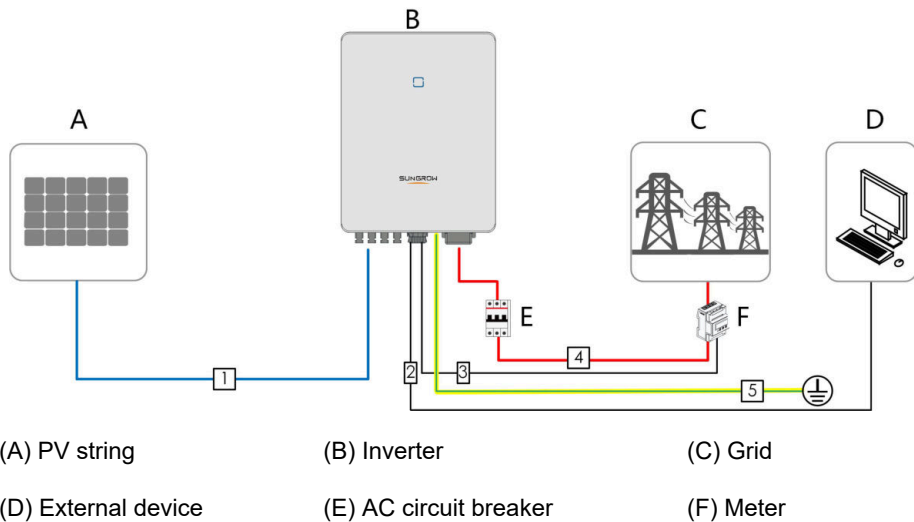 B
A
C
D
SUNGROW
E
F
4
2
3
1
5
(A) PV string (B) Inverter (C) Grid
(D) External device (E) AC circuit breaker (F) Meter